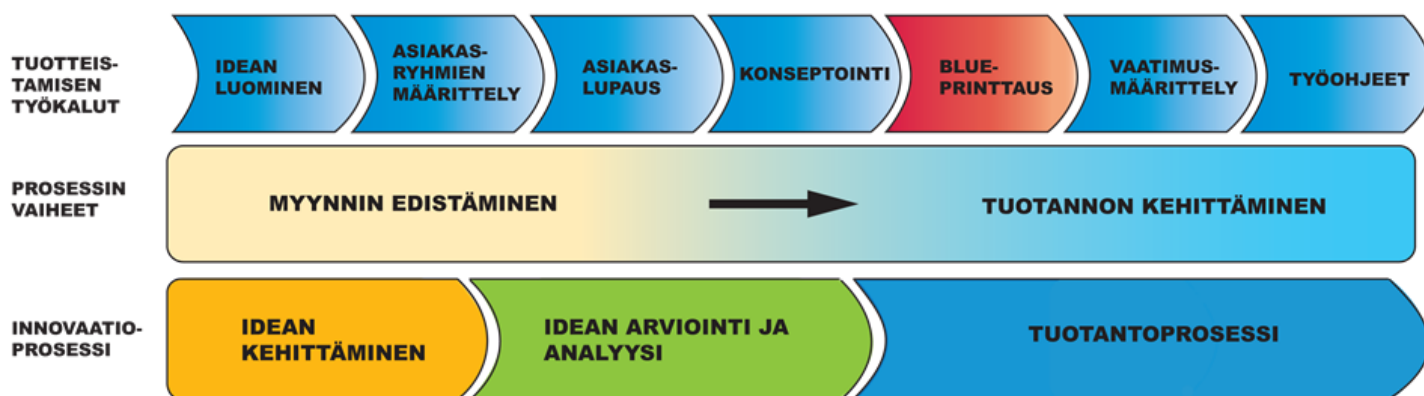 TUOTTEIS-
TAMISEN
TYÖKALUT
IDEAN
LUOMINEN
ASIAKAS-
RYHMIEN
MÄÄRITTELY
ASIAKAS-
LUPAUS
KONSEPTOINTI
BLUE-
PRINTTAUS
VAATIMUS-
MÄÄRITTELY
TYÖOHJEET
PROSESSIN
VAIHEET
MYYNNIN EDISTÄMINEN
TUOTANNON KEHITTÄMINEN
INNOVAATIO-
PROSESSI
IDEAN
KEHITTÄMINEN
IDEAN ARVIOINTI JA
ANALYYSI
TUOTANTOPROSESSI